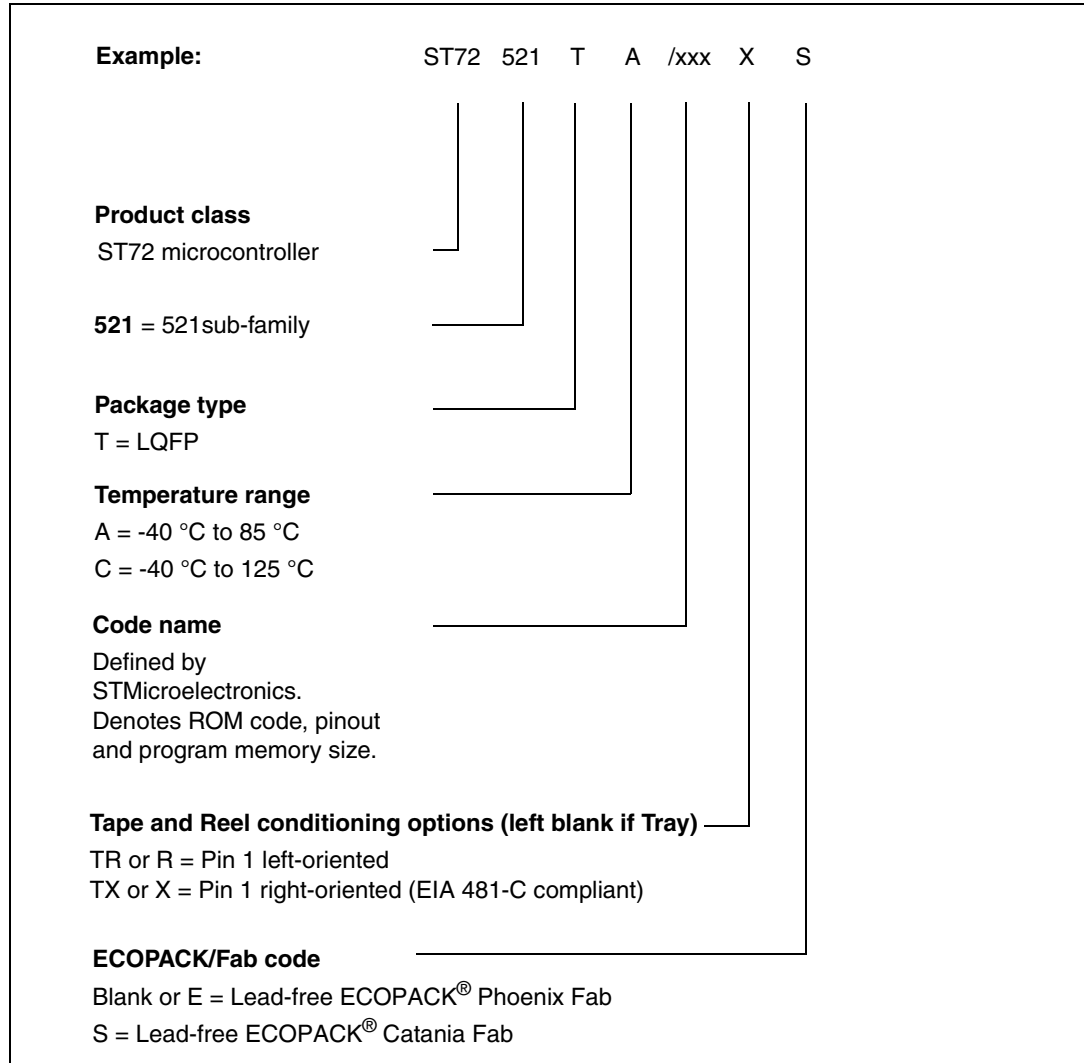 Example: ST72 521 T A /xxx X S
Product class
ST72 microcontroller
521 = 521sub-family
Package type
T = LQFP
Temperature range
A = -40 °C to 85 °C
C = -40 °C to 125 °C
Code name
Defined by
STMicroelectronics.
Denotes ROM code, pinout
and program memory size.
Tape and Reel conditioning options (left blank if Tray)
TR or R = Pin 1 left-oriented
TX or X = Pin 1 right-oriented (EIA 481-C compliant)
ECOPACK/Fab code
Blank or E = Lead-free ECOPACK® Phoenix Fab
S = Lead-free ECOPACK® Catania Fab